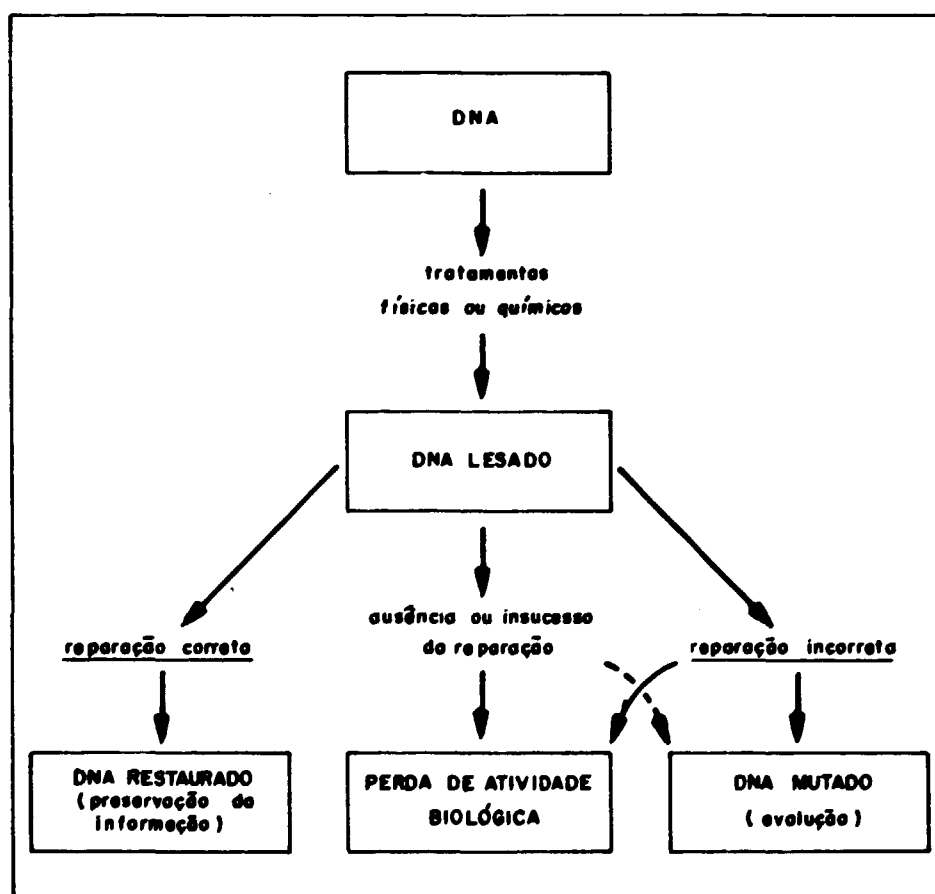 DNA
tratamentos
físicos ou químicos
DNA LESADO
ausência ou insucesso
da reparação
reparação correta
reparação incorreta
DNA RESTAURADO
(preservação da
informação)
PERDA DE ATIVIDADE
BIOLÓGICA
DNA MUTADO
(evolução)